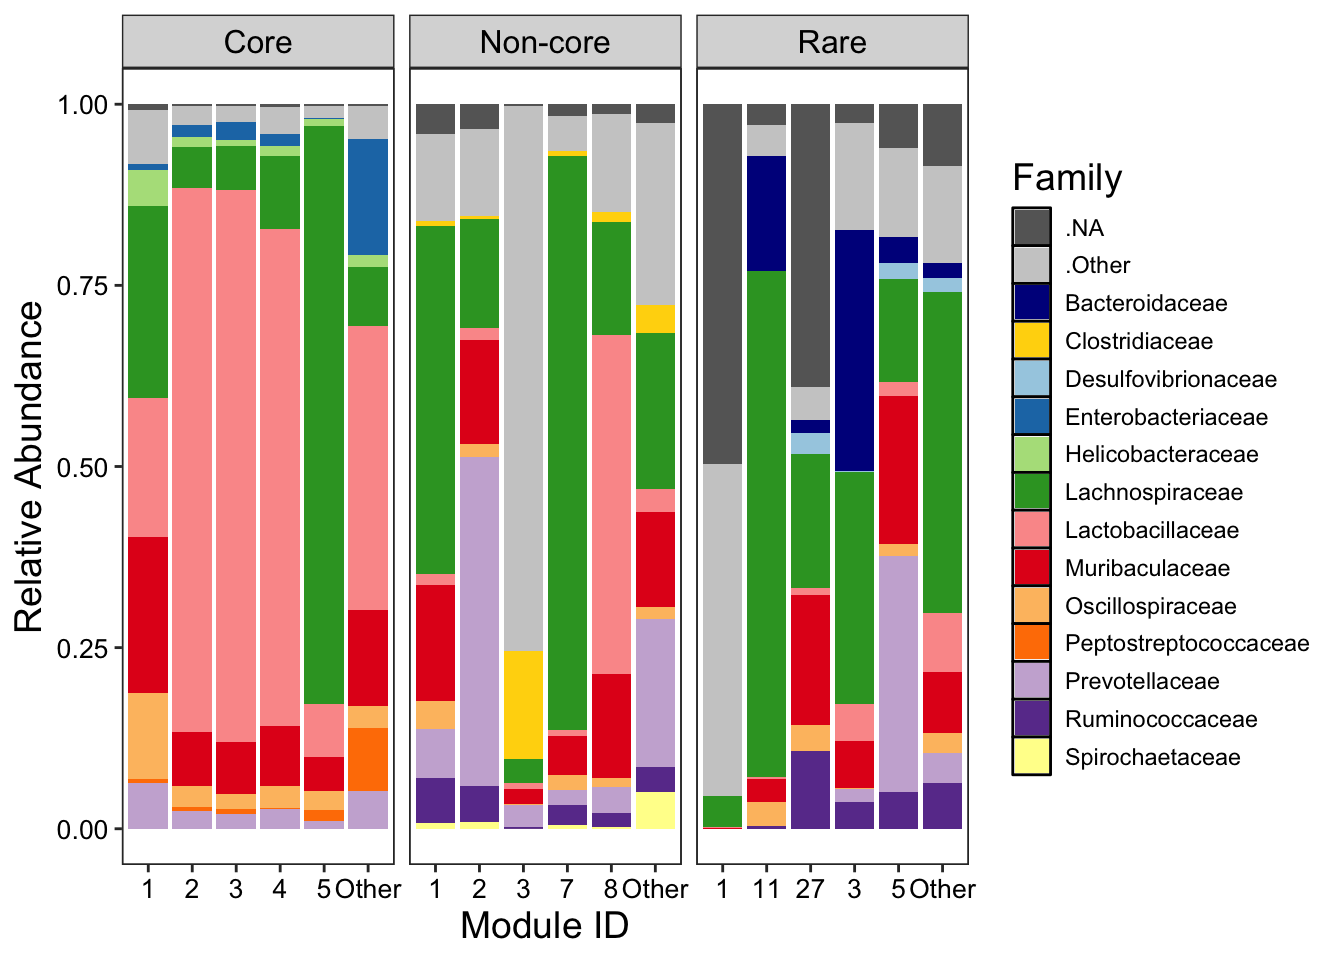 Core Non-core Rare
1.00
0.75
0.50
0.25
0.00
Relative Abundance
1 2 3 4 5 Other 1 2 3 7 8 Other 1 11 27 3 5 Other
Module ID
Family
.NA
.Other
Bacteroidaceae
Clostridiaceae
Desulfovibrionaceae
Enterobacteriaceae
Helicobacteraceae
Lachnospiraceae
Lactobacillaceae
Muribaculaceae
Oscillospiraceae
Peptostreptococcaceae
Prevotellaceae
Ruminococcaceae
Spirochaetaceae